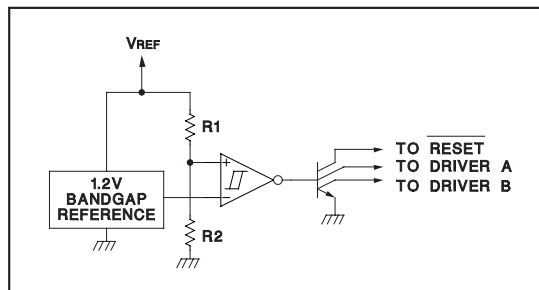 VREF
R1
+
−
1.2V
BANDGAP
REFERENCE
R2
TO RESET
TO DRIVER A
TO DRIVER B